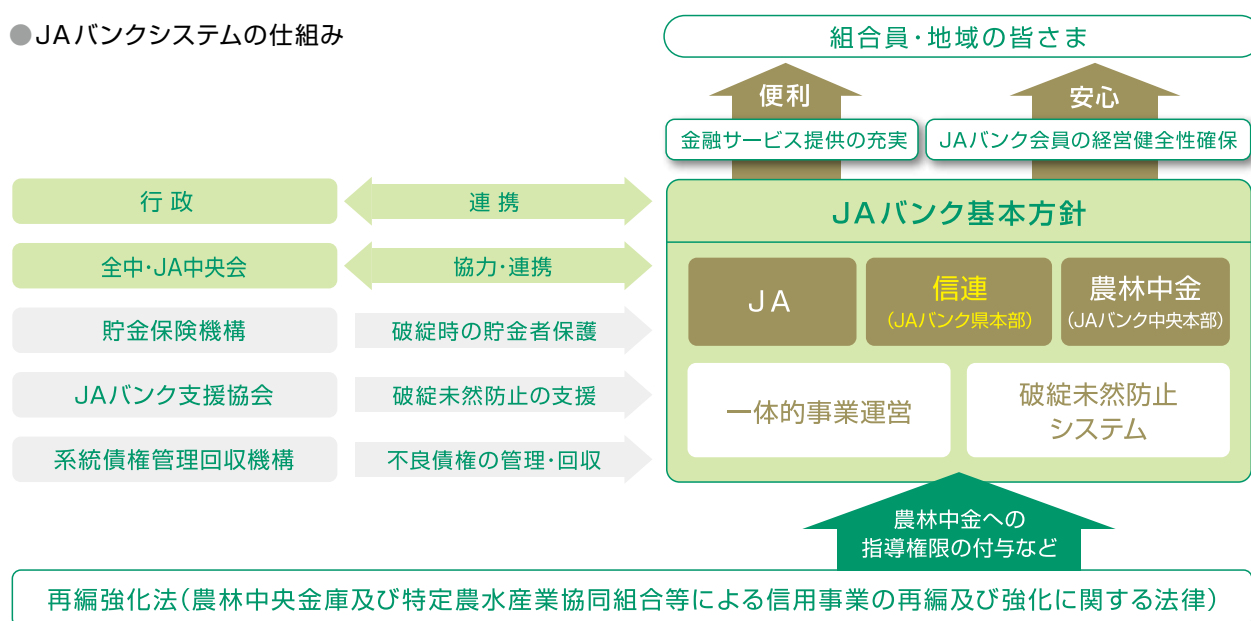 ●JAバンクシステムの仕組み
組合員・地域の皆さま
便利
安心
金融サービス提供の充実
JAバンク会員の経営健全性確保
行政
連携
全中・JA中央会
協力・連携
貯金保険機構
破綻時の貯金者保護
JAバンク支援協会
破綻未然防止の支援
系統債権管理回収機構
不良債権の管理・回収
JAバンク基本方針
JA
信連
(JAバンク県本部)
農林中金
(JAバンク中央本部)
一体的事業運営
破綻未然防止
システム
農林中金への
指導権限の付与など
再編強化法(農林中央金庫及び特定農水産業協同組合等による信用事業の再編及び強化に関する法律)